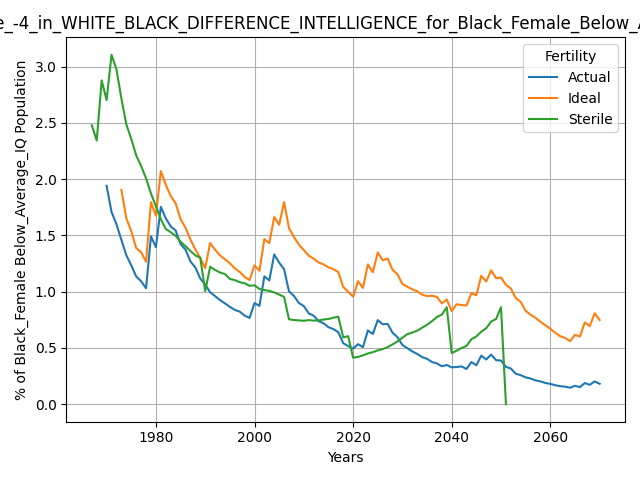 e_-4_in_WHITE_BLACK_DIFFERENCE_INTELLIGENCE_for_Black_Female_Below_A
Fertility
Actual
Ideal
Sterile
% of Black_Female Below_Average_IQ Population
3.0
2.5
2.0
1.5
1.0
0.5
0.0
1980
2000
2020
2040
2060
Years